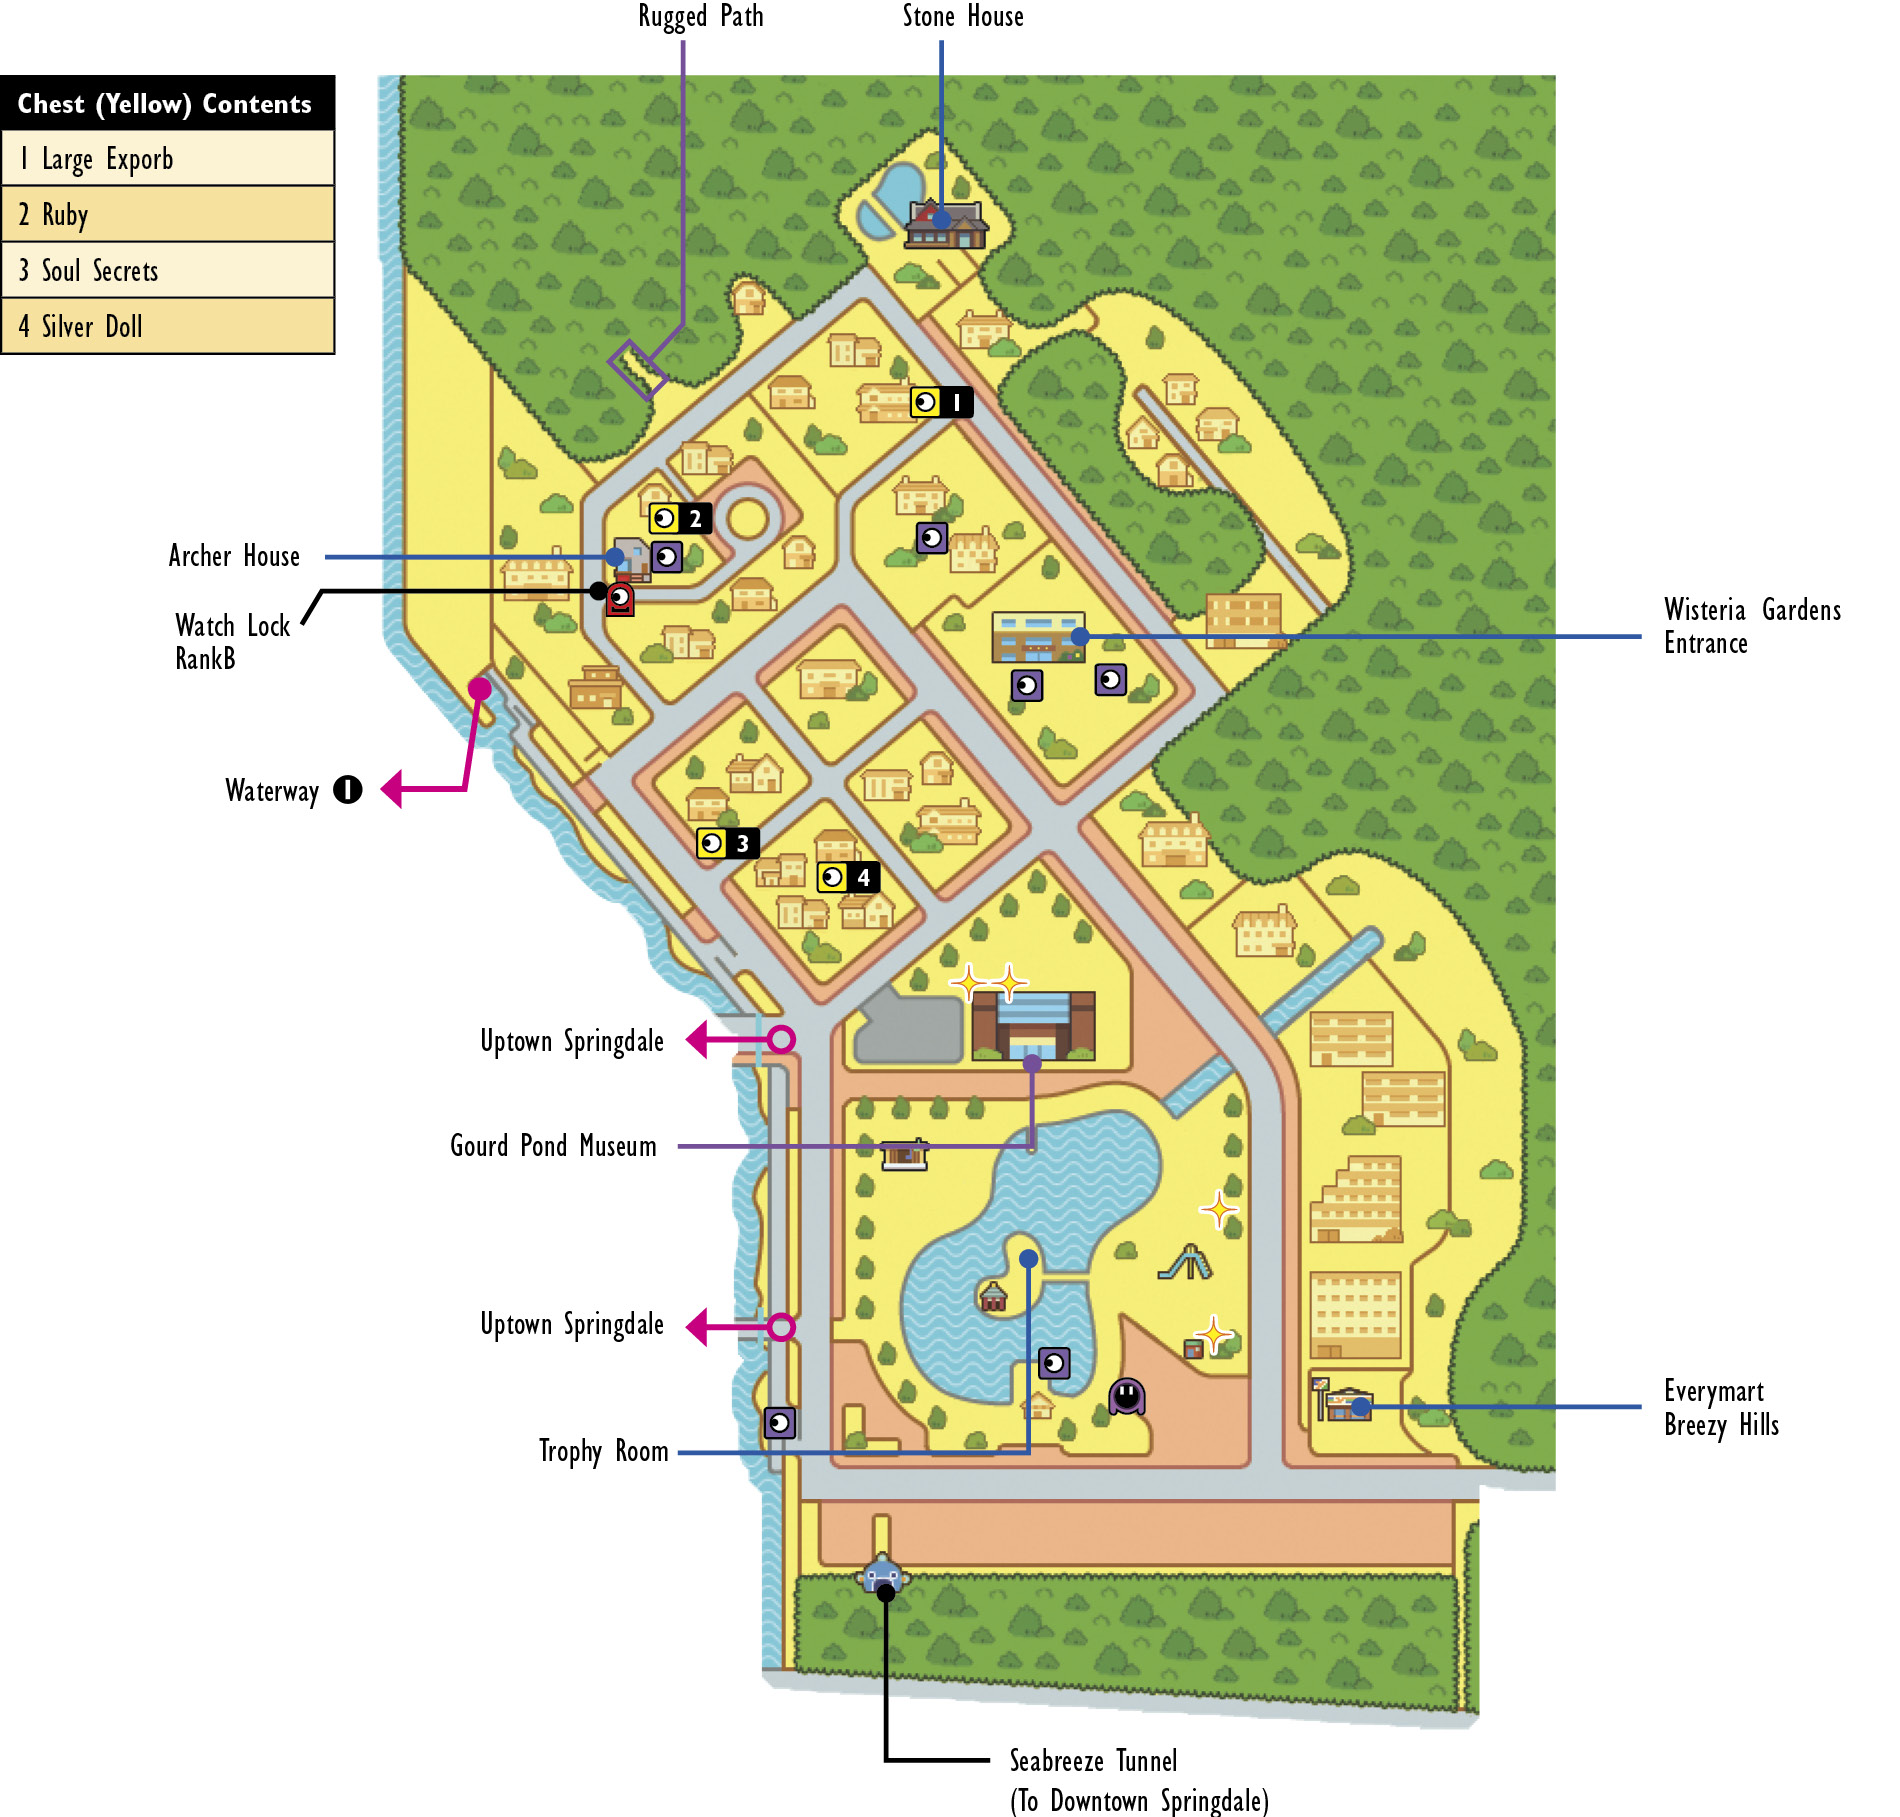 Rugged Path
Stone House
Chest (Yellow) Contents
1 Large Exporb
2 Ruby
3 Soul Secrets
4 Silver Doll
1
2
Archer House
Watch Lock
RankB
Wisteria Gardens
Entrance
Waterway 1
3
4
Uptown Springdale
Gourd Pond Museum
Uptown Springdale
Everymart
Breezy Hills
Trophy Room
Seabreeze Tunnel
(To Downtown Springdale)